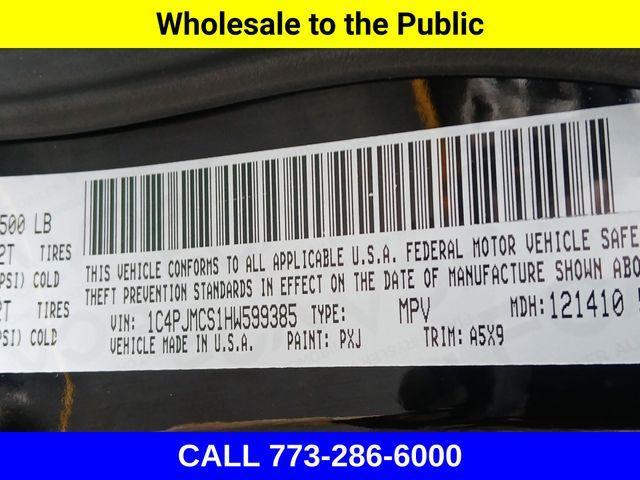 Wholesale to the Public
500 LB
2T TIRES
PSI) COLD
2T TIRES
PSI) COLD
THIS VEHICLE CONFORMS TO ALL APPLICABLE U.S.A. FEDERAL MOTOR VEHICLE SAFE
THEFT PREVENTION STANDARDS IN EFFECT ON THE DATE OF MANUFACTURE SHOWN ABO
VIN: 1C4PJMCS1HW599385 TYPE: MPV MDH: 121410
VEHICLE MADE IN U.S.A. PAINT: PXJ TRIM: A5X9
CALL 773-286-6000